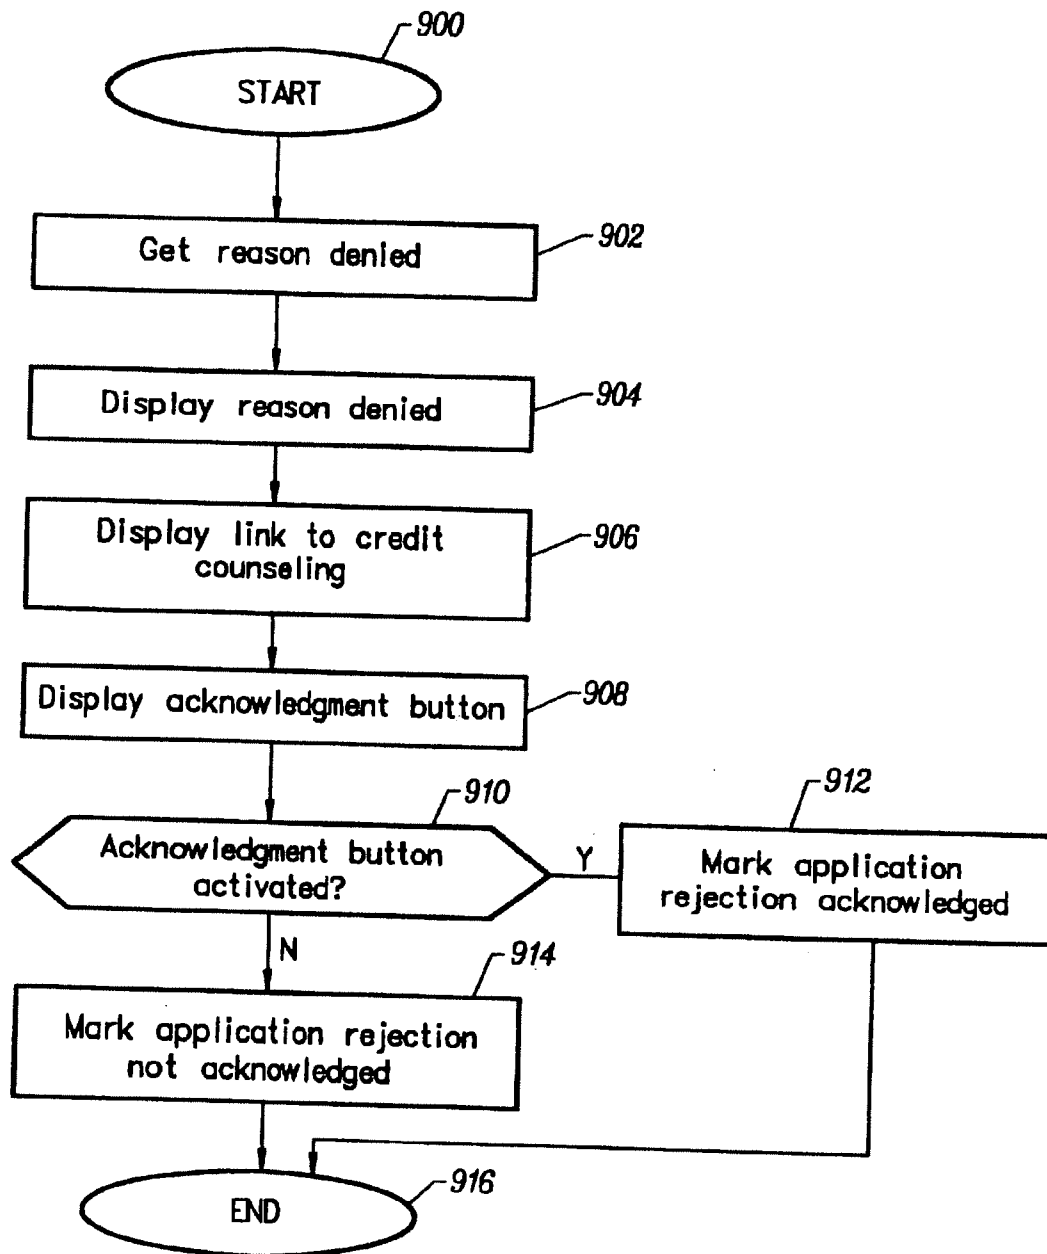 900
START
902
Get reason denied
904
Display reason denied
906
Display link to credit
counseling
908
Display acknowledgment button
910
Acknowledgment button
activated?
Y
912
Mark application
rejection acknowledged
N
914
Mark application rejection
not acknowledged
916
END